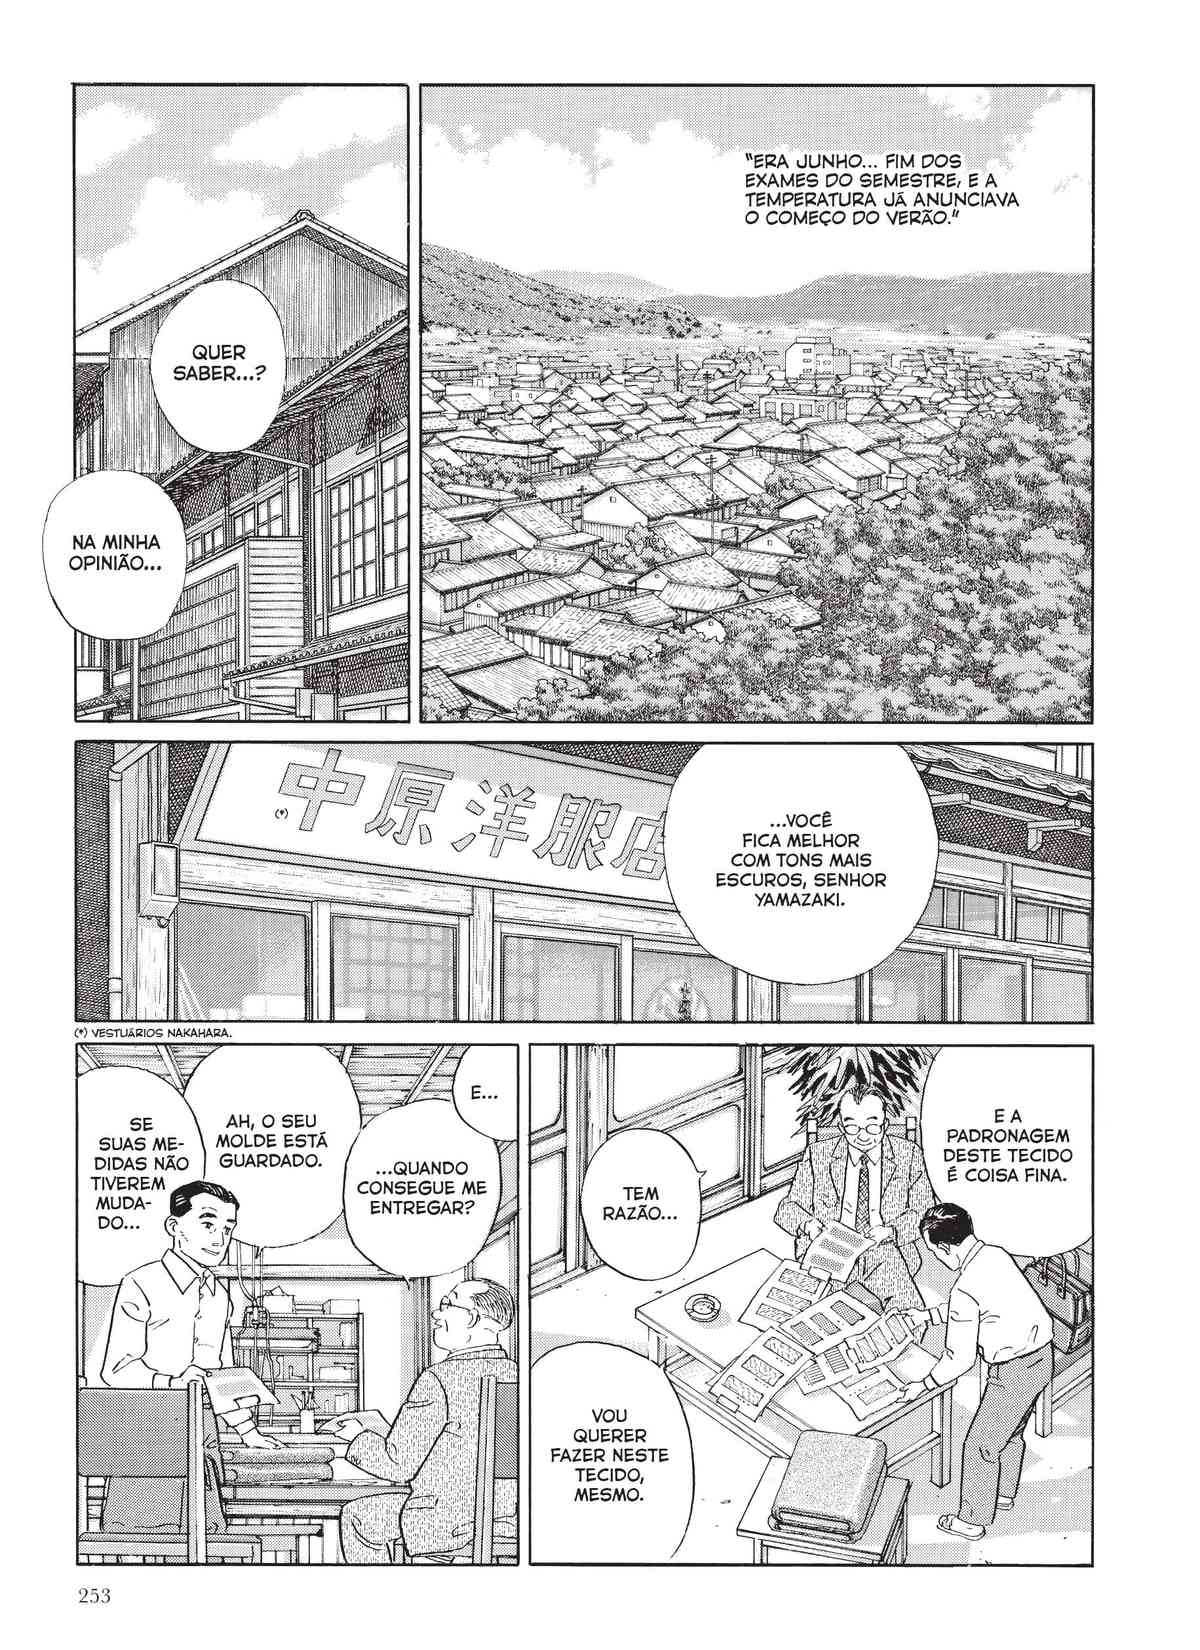 "ERA JUNHO... FIM DOS
EXAMES DO SEMESTRE, E A
TEMPERATURA JÁ ANUNCIAVA
O COMEÇO DO VERÃO."
QUER
SABER...?
NA MINHA
OPINIÃO...
...VOCÊ
FICA MELHOR
COM TONS MAIS
ESCUROS, SENHOR
YAMAZAKI.
(*)
中原洋服店
(*) VESTUÁRIOS NAKAHARA.
E A
PADRONAGEM
DESTE TECIDO
É COISA FINA.
TEM
RAZÃO...
VOU
QUERER
FAZER NESTE
TECIDO,
MESMO.
E...
...QUANDO
CONSEGUE ME
ENTREGAR?
AH, O SEU
MOLDE ESTÁ
GUARDADO.
SE
SUAS ME-
DIDAS NÃO
TIVEREM
MUDA-
DO...
253